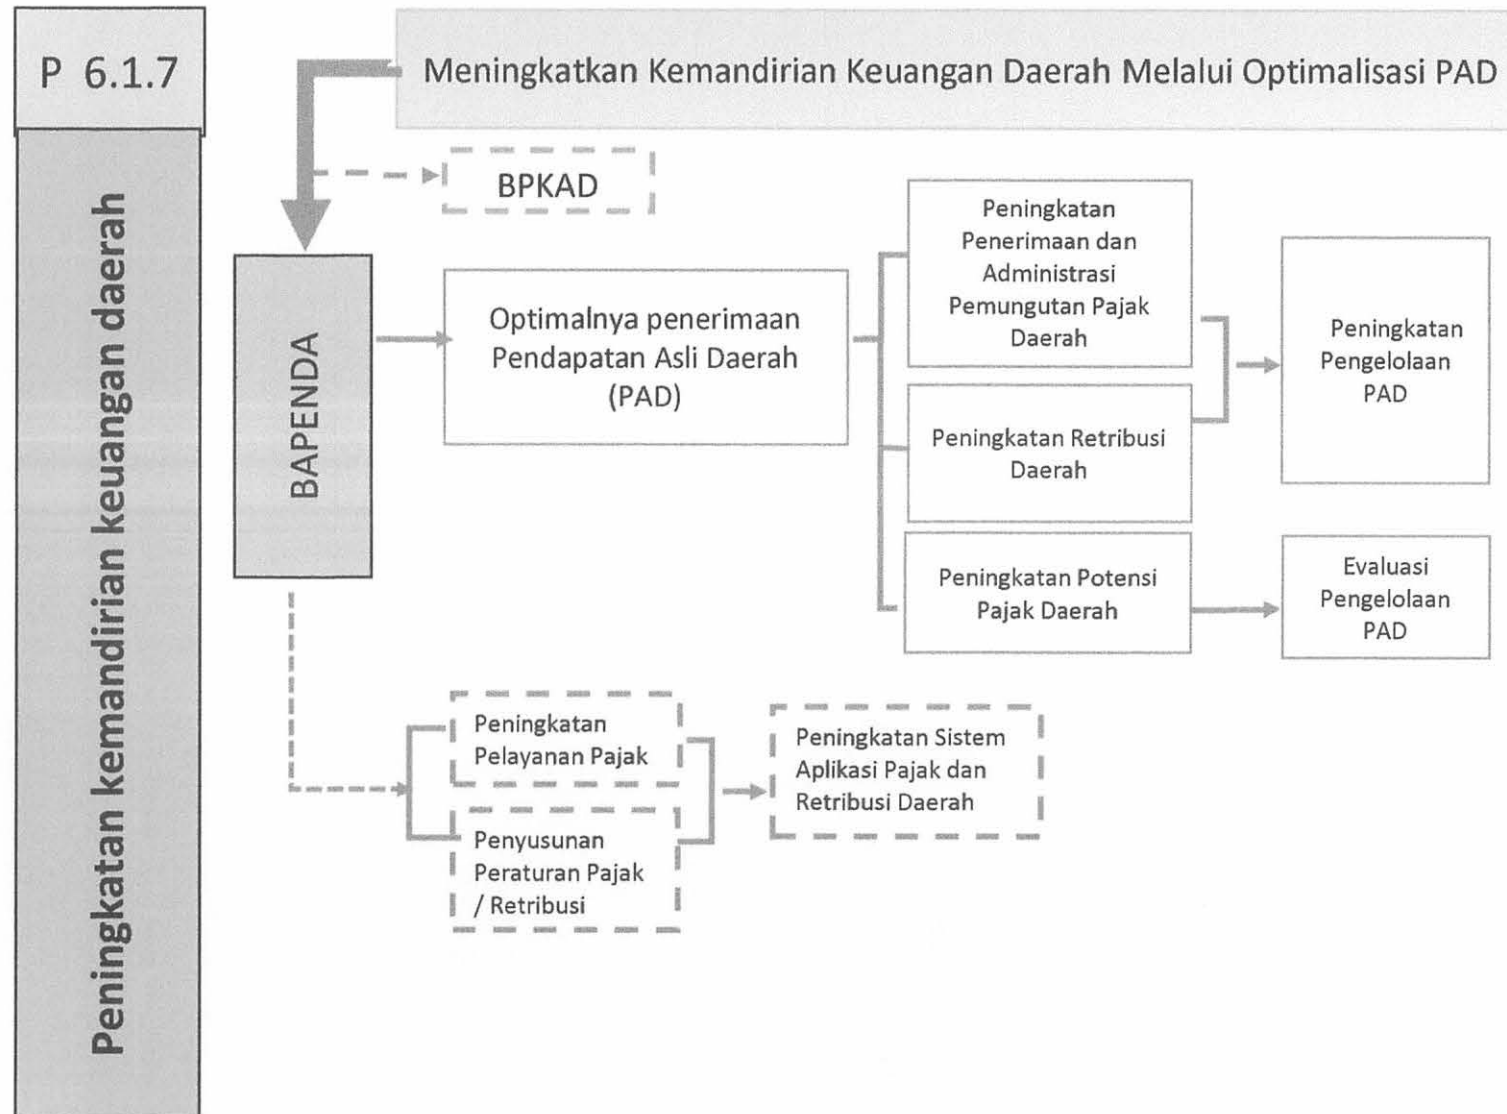 P 6.1.7
Meningkatkan Kemandirian Keuangan Daerah Melalui Optimalisasi PAD
Peningkatan kemandirian keuangan daerah
BPKAD
BAPENDA
Optimalnya penerimaan
Pendapatan Asli Daerah
(PAD)
Peningkatan
Penerimaan dan
Administrasi
Pemungutan Pajak
Daerah
Peningkatan Retribusi
Daerah
Peningkatan Potensi
Pajak Daerah
Peningkatan
Pengelolaan
PAD
Evaluasi
Pengelolaan
PAD
Peningkatan
Pelayanan Pajak
Penyusunan
Peraturan Pajak
/ Retribusi
Peningkatan Sistem
Aplikasi Pajak dan
Retribusi Daerah